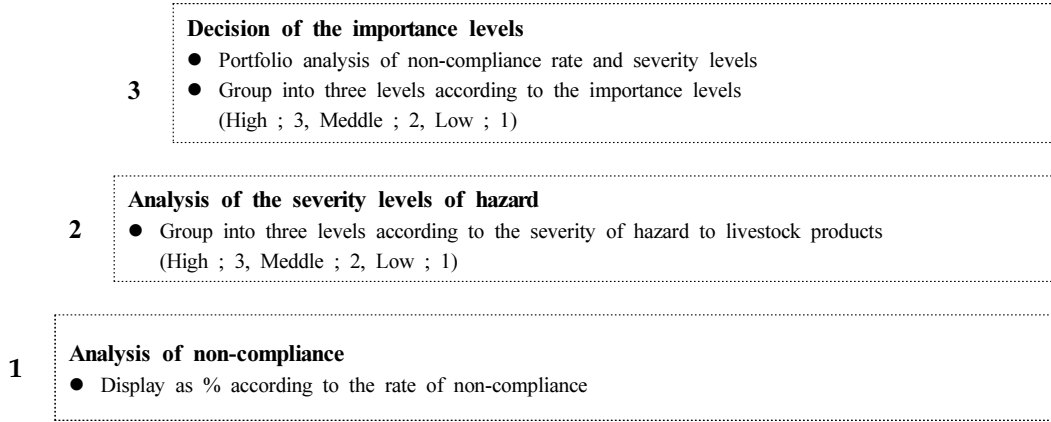 Decision of the importance levels
● Portfolio analysis of non-compliance rate and severity levels
3
● Group into three levels according to the importance levels
(High ; 3, Meddle ; 2, Low ; 1)
Analysis of the severity levels of hazard
2
● Group into three levels according to the severity of hazard to livestock products
(High ; 3, Meddle ; 2, Low ; 1)
1
Analysis of non-compliance
● Display as % according to the rate of non-compliance